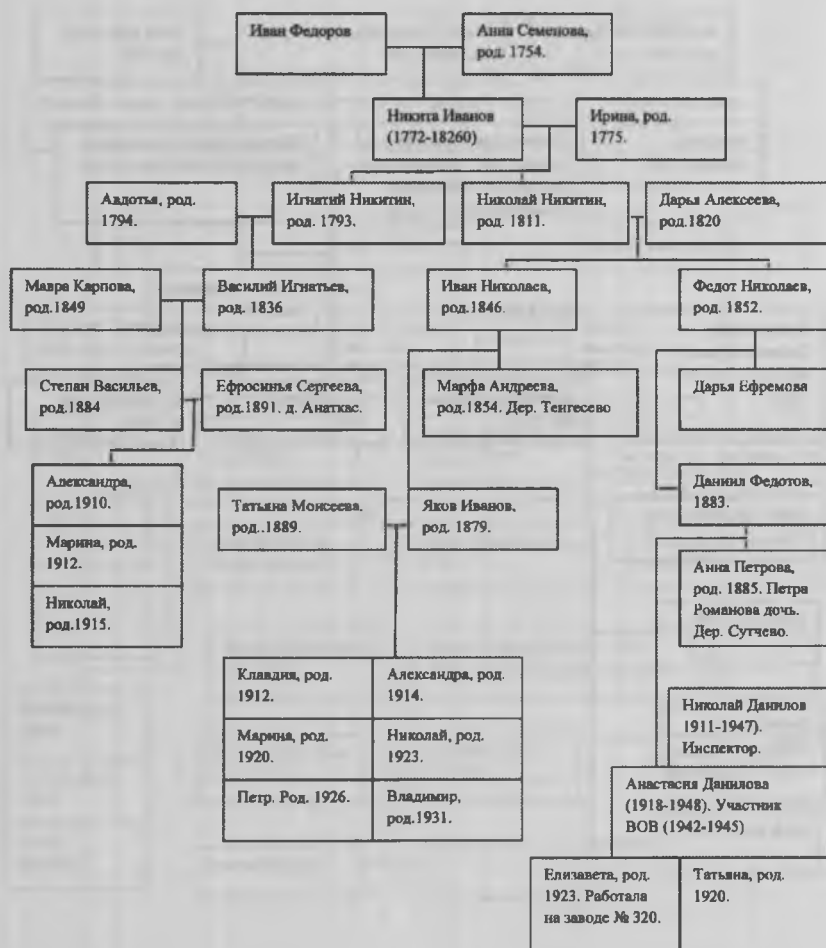 Иван Федоров
Анна Семенова,
род. 1754.
Никита Иванов
(1772-18260)
Ирина, род.
1775.
Авдотья, род.
1794.
Игнатий Никитин,
род. 1793.
Николай Никитин,
род. 1811.
Дарья Алексеева,
род.1820
Мавра Карпова,
род.1849
Василий Игнатьев,
род. 1836
Иван Николаев,
род.1846.
Федот Николаев,
род. 1852.
Степан Васильев,
род.1884
Ефросинья Сергеева,
род.1891. д. Анаткас.
Марфа Андреева,
род.1854. Дер. Тенгесево
Дарья Ефремова
Александра,
род.1910.
Марина, род.
1912.
Николай,
род.1915.
Татьяна Моисеева,
род..1889.
Яков Иванов,
род. 1879.
Даниил Федотов,
1883.
Анна Петрова,
род. 1885. Петра
Романова дочь.
Дер. Сутчево.
Клавдия, род.
1912.
Александра, род.
1914.
Марина, род.
1920.
Николай, род.
1923.
Петр. Род. 1926.
Владимир,
род.1931.
Николай Данилов
1911-1947).
Инспектор.
Анастасия Данилова
(1918-1948). Участник
ВОВ (1942-1945)
Елизавета, род.
1923. Работала
на заводе № 320.
Татьяна, род.
1920.